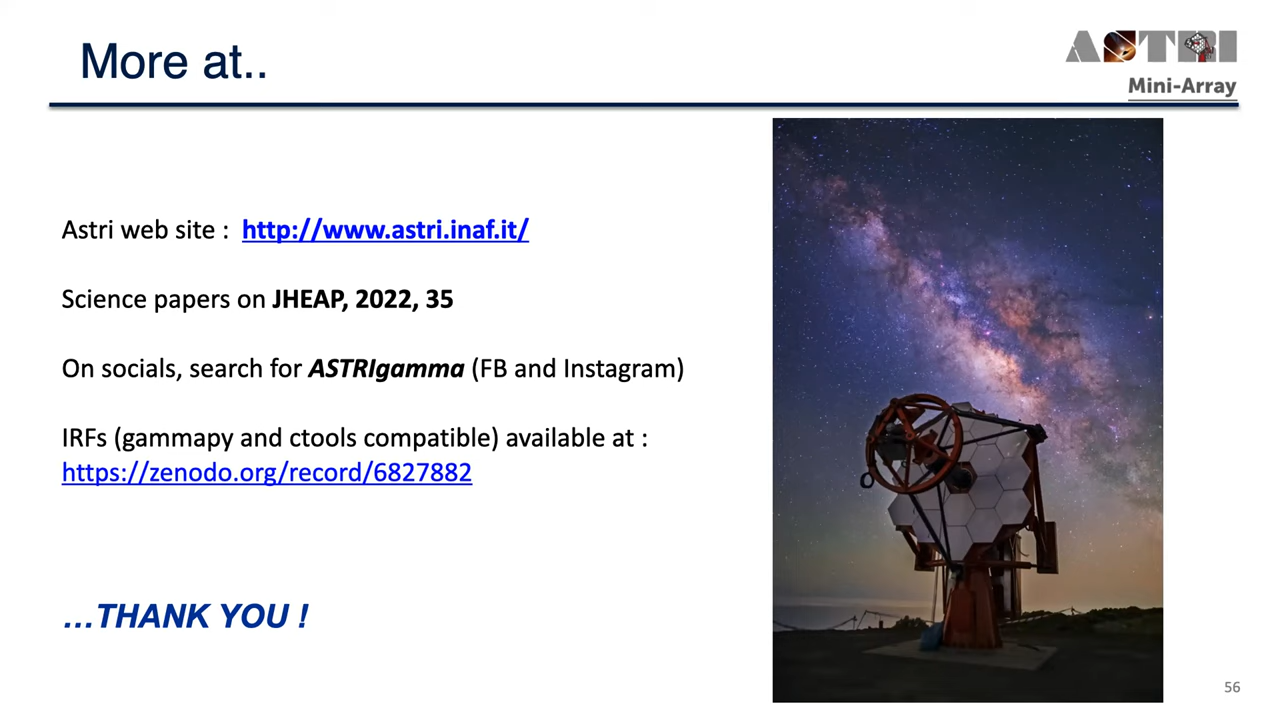 More at..
ASTRI
Mini-Array
Astri web site : http://www.astri.inaf.it/
Science papers on JHEAP, 2022, 35
On socials, search for ASTRIgamma (FB and Instagram)
IRFs (gammapy and ctools compatible) available at :
https://zenodo.org/record/6827882
...THANK YOU !
56